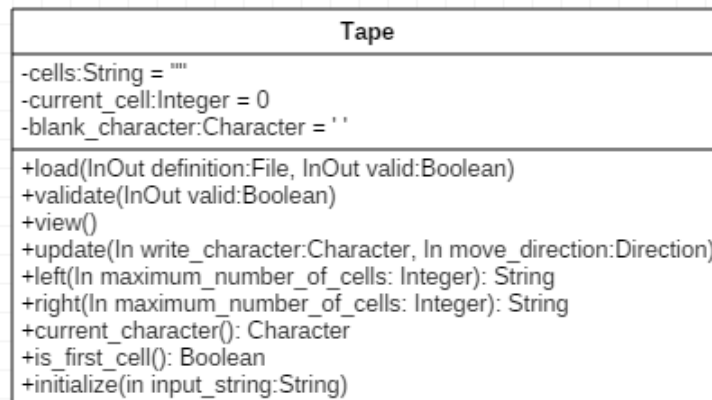 Tape
-cells:String = ""
-current_cell:Integer = 0
-blank_character:Character = ' '
+load(InOut definition:File, InOut valid:Boolean)
+validate(InOut valid:Boolean)
+view()
+update(In write_character:Character, In move_direction:Direction)
+left(In maximum_number_of_cells: Integer): String
+right(In maximum_number_of_cells: Integer): String
+current_character(): Character
+is_first_cell(): Boolean
+initialize(in input_string:String)